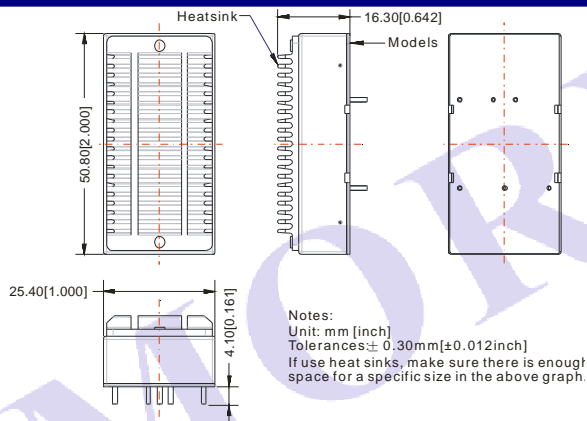 Heatsink
16.30[0.642]
Models
50.80[2.000]
25.40[1.000]
4.10[0.161]
Notes:
Unit: mm [inch]
Tolerances:± 0.30mm[±0.012inch]
If use heat sinks, make sure there is enough
space for a specific size in the above graph.
MOR